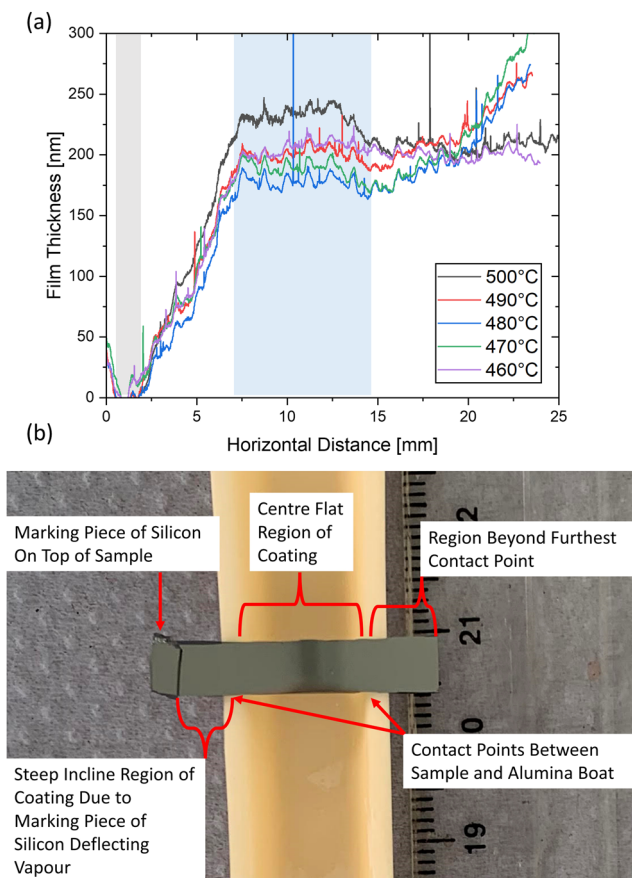 (a)
300
250
200
150
100
50
0
Film Thickness [nm]
500°C
490°C
480°C
470°C
460°C
0 5 10 15 20 25
Horizontal Distance [mm]
(b)
Marking Piece of Silicon
On Top of Sample
Centre Flat
Region of
Coating
Region Beyond Furthest
Contact Point
2
21
0
19
Steep Incline Region of
Coating Due to
Marking Piece of
Silicon Deflecting
Vapour
Contact Points Between
Sample and Alumina Boat